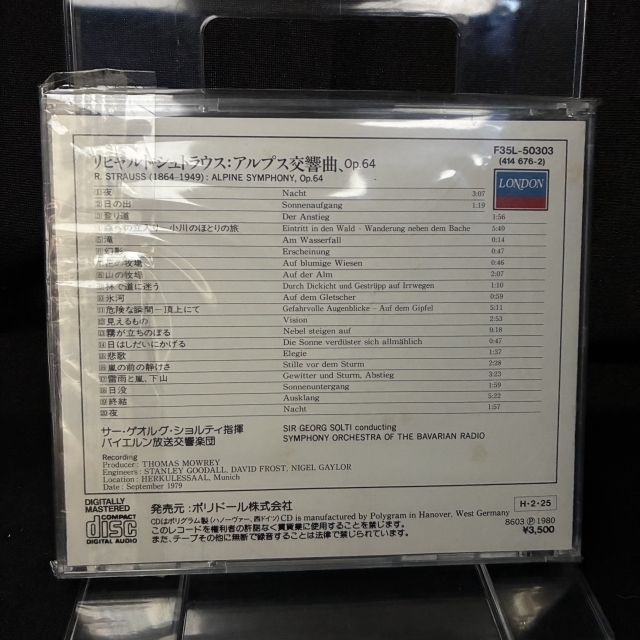 リヒャルト・シュトラウス:アルプス交響曲、Op.64
R. STRAUSS (1864-1949) : ALPINE SYMPHONY, Op.64
F35L-50303
(414 676-2)
LONDON
夜 Nacht 3:07
日の出 Sonnenaufgang 1:19
登り道 Der Anstieg 1:56
小川のほとりの旅 Eintritt in den Wald – Wanderung neben dem Bache 5:40
滝 Am Wasserfall 0:14
幻影 Erscheinung 0:47
牧場 Auf blumige Wiesen 0:46
山の牧場 Auf der Alm 2:07
林で道に迷う Durch Dickicht und Gestrüpp auf Irrwegen 1:10
氷河 Auf dem Gletscher 0:59
危険な瞬間―頂上にて Gefahrvolle Augenblicke – Auf dem Gipfel 5:11
見えるもの Vision 2:53
霧が立ちのぼる Nebel steigen auf 0:18
日はしだいにかげる Die Sonne verdüster sich allmählich 0:47
悲歌 Elegie 1:37
嵐の前の静けさ Stille vor dem Sturm 2:38
雷雨と嵐、下山 Gewitter und Sturm, Abstieg 3:23
日没 Sonnenuntergang 1:59
終結 Ausklang 5:22
夜 Nacht 1:57
サー・ゲオルグ・ショルティ指揮
バイエルン放送交響楽団
SIR GEORG SOLTI conducting
SYMPHONY ORCHESTRA OF THE BAVARIAN RADIO
Recording
Producer : THOMAS MOWREY
Engineers : STANLEY GOODALL, DAVID FROST, NIGEL GAYLOR
Location : HERKULESSAAL, Munich
Date : September 1979
DIGITALLY
MASTERED
COMPACT
disc
DIGITAL AUDIO
発売元:ポリドール株式会社
CDはポリグラム製(ハノーヴァー、西ドイツ) CD is manufactured by Polygram in Hanover, West Germany
このレコードを権利者の許諾なく賃貸業に使用することを禁じます。
また、テープその他に無断で録音することは法律で禁じられています。
H・2・25
8603 Ⓟ 1980
¥3,500